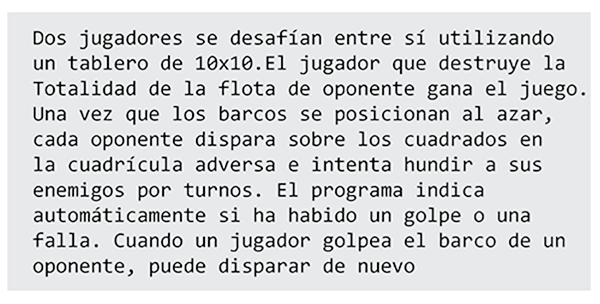 Dos jugadores se desafían entre sí utilizando
un tablero de 10x10.El jugador que destruye la
Totalidad de la flota de oponente gana el juego.
Una vez que los barcos se posicionan al azar,
cada oponente dispara sobre los cuadrados en
la cuadrícula adversa e intenta hundir a sus
enemigos por turnos. El programa indica
automáticamente si ha habido un golpe o una
falla. Cuando un jugador golpea el barco de un
oponente, puede disparar de nuevo